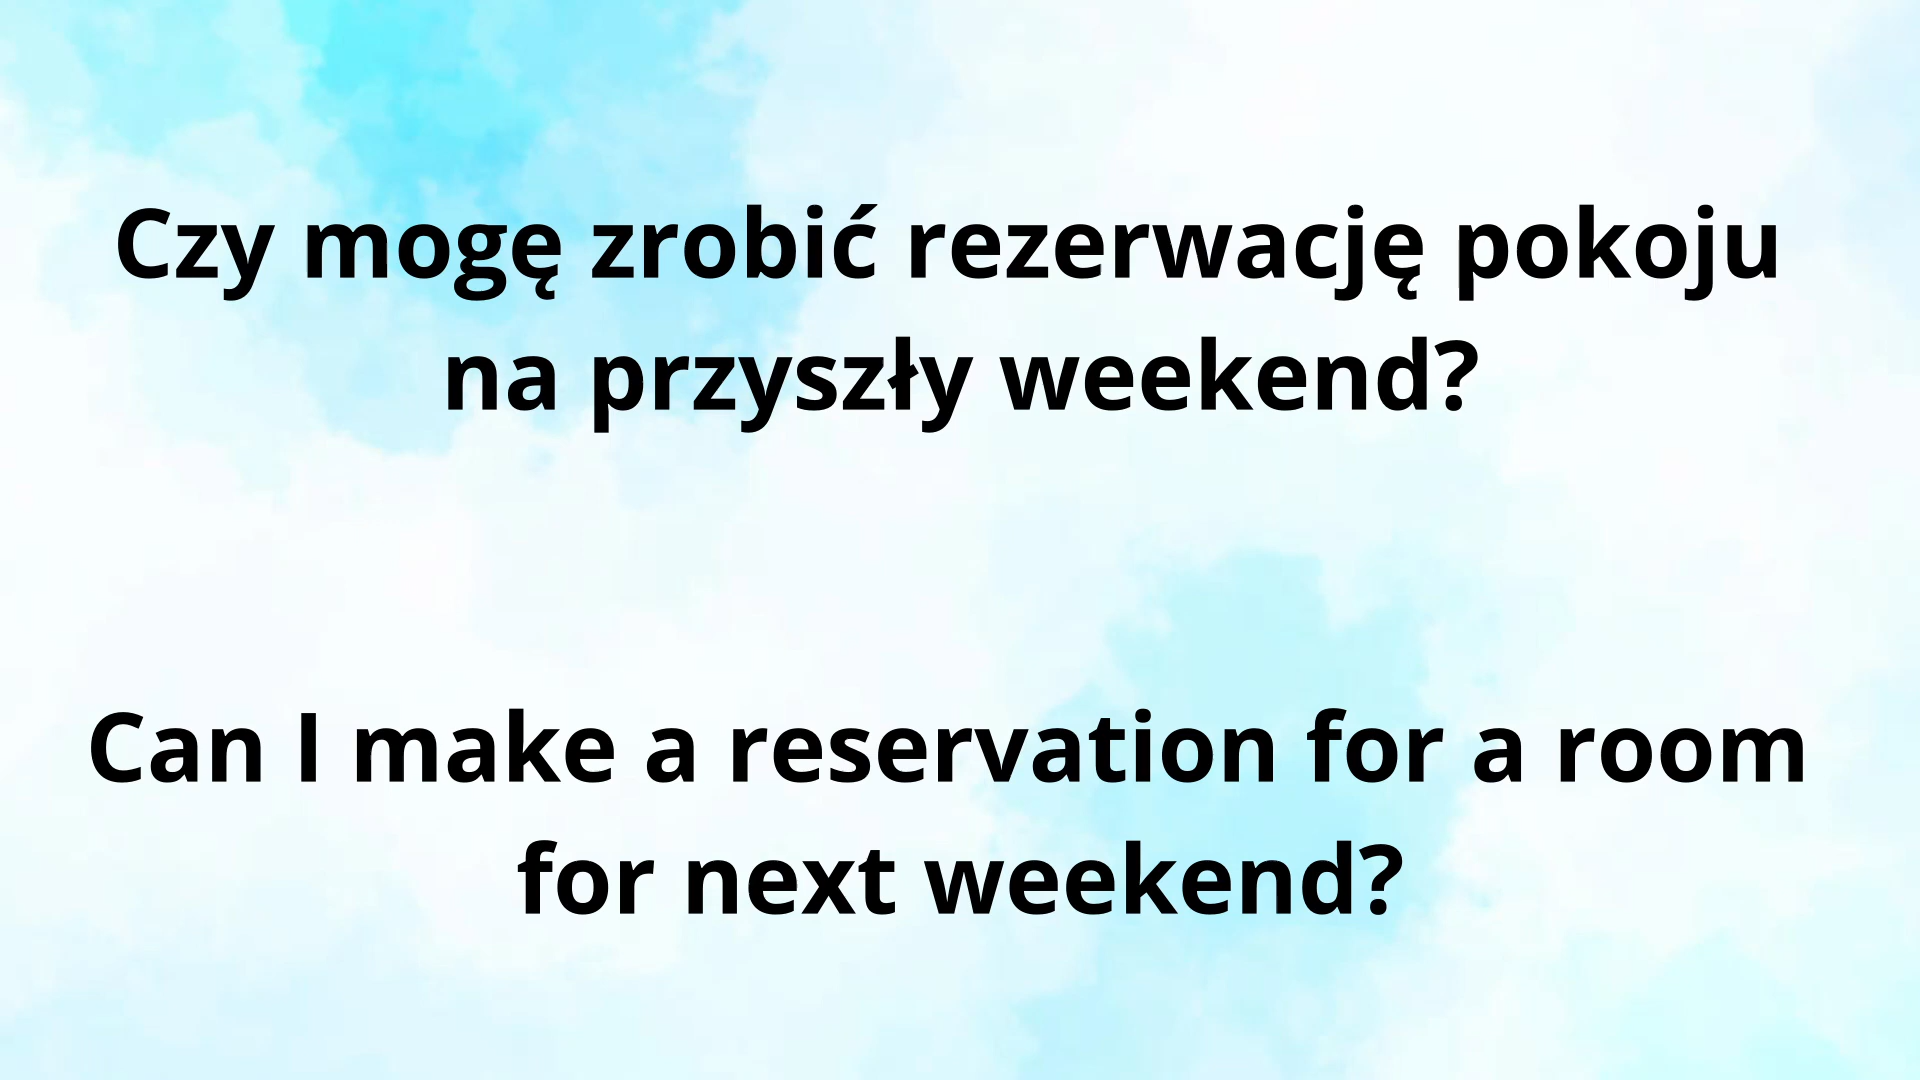 Czy mogę zrobić rezerwację pokoju
na przyszły weekend?
Can I make a reservation for a room
for next weekend?